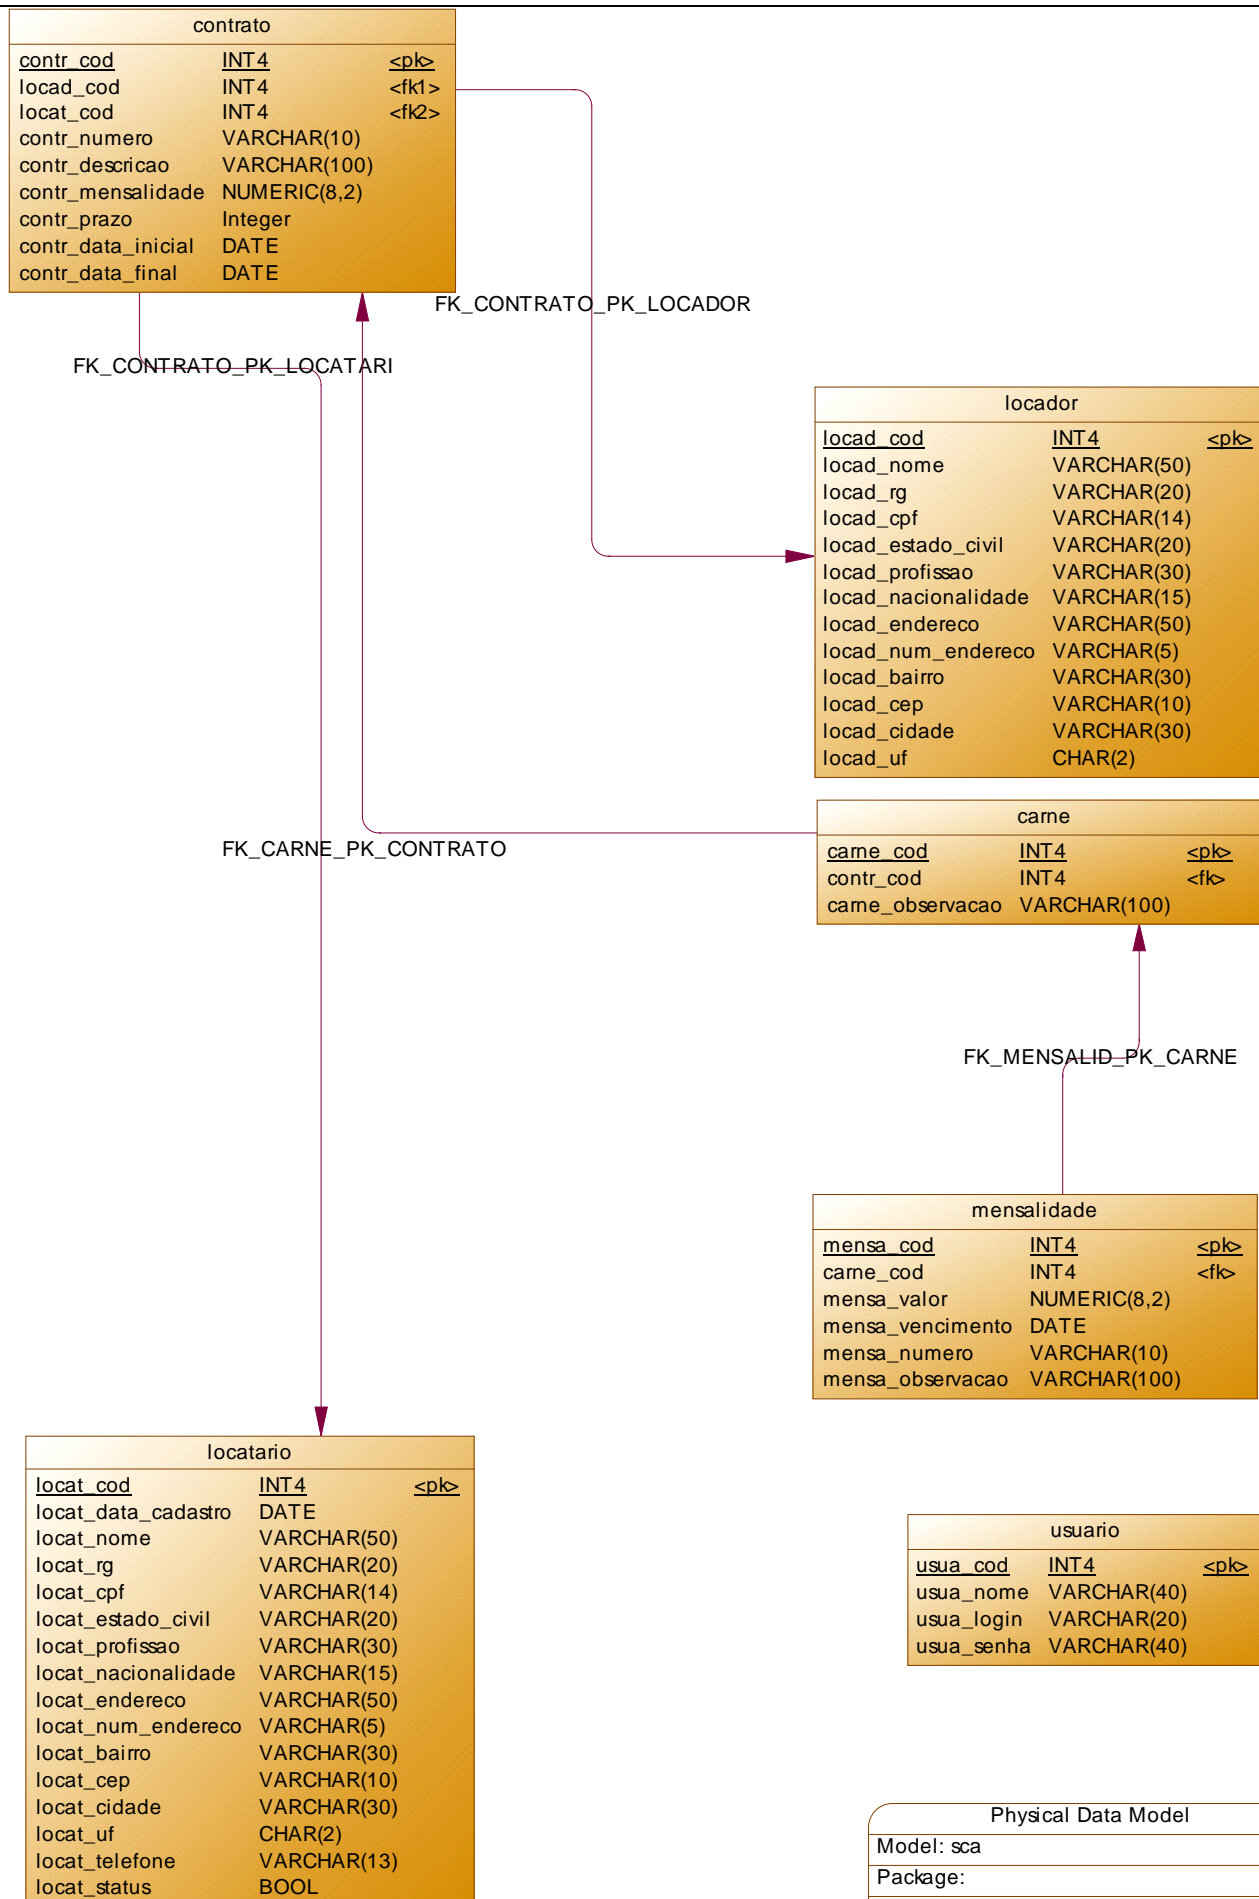 contrato
contr_cod INT4 <pk>
locad_cod INT4 <fk1>
locat_cod INT4 <fk2>
contr_numero VARCHAR(10)
contr_descricao VARCHAR(100)
contr_mensalidade NUMERIC(8,2)
contr_prazo Integer
contr_data_inicial DATE
contr_data_final DATE
FK_CONTRATO_PK_LOCADOR
FK_CONTRATO_PK_LOCATARI
locador
locad_cod INT4 <pk>
locad_nome VARCHAR(50)
locad_rg VARCHAR(20)
locad_cpf VARCHAR(14)
locad_estado_civil VARCHAR(20)
locad_profissao VARCHAR(30)
locad_nacionalidade VARCHAR(15)
locad_endereco VARCHAR(50)
locad_num_endereco VARCHAR(5)
locad_bairro VARCHAR(30)
locad_cep VARCHAR(10)
locad_cidade VARCHAR(30)
locad_uf CHAR(2)
FK_CARNE_PK_CONTRATO
carne
carne_cod INT4 <pk>
contr_cod INT4 <fk>
carne_observacao VARCHAR(100)
FK_MENSALID_PK_CARNE
mensalidade
mensa_cod INT4 <pk>
carne_cod INT4 <fk>
mensa_valor NUMERIC(8,2)
mensa_vencimento DATE
mensa_numero VARCHAR(10)
mensa_observacao VARCHAR(100)
locatario
locat_cod INT4 <pk>
locat_data_cadastro DATE
locat_nome VARCHAR(50)
locat_rg VARCHAR(20)
locat_cpf VARCHAR(14)
locat_estado_civil VARCHAR(20)
locat_profissao VARCHAR(30)
locat_nacionalidade VARCHAR(15)
locat_endereco VARCHAR(50)
locat_num_endereco VARCHAR(5)
locat_bairro VARCHAR(30)
locat_cep VARCHAR(10)
locat_cidade VARCHAR(30)
locat_uf CHAR(2)
locat_telefone VARCHAR(13)
locat_status BOOL
usuario
usua_cod INT4 <pk>
usua_nome VARCHAR(40)
usua_login VARCHAR(20)
usua_senha VARCHAR(40)
Physical Data Model
Model: sca
Package: